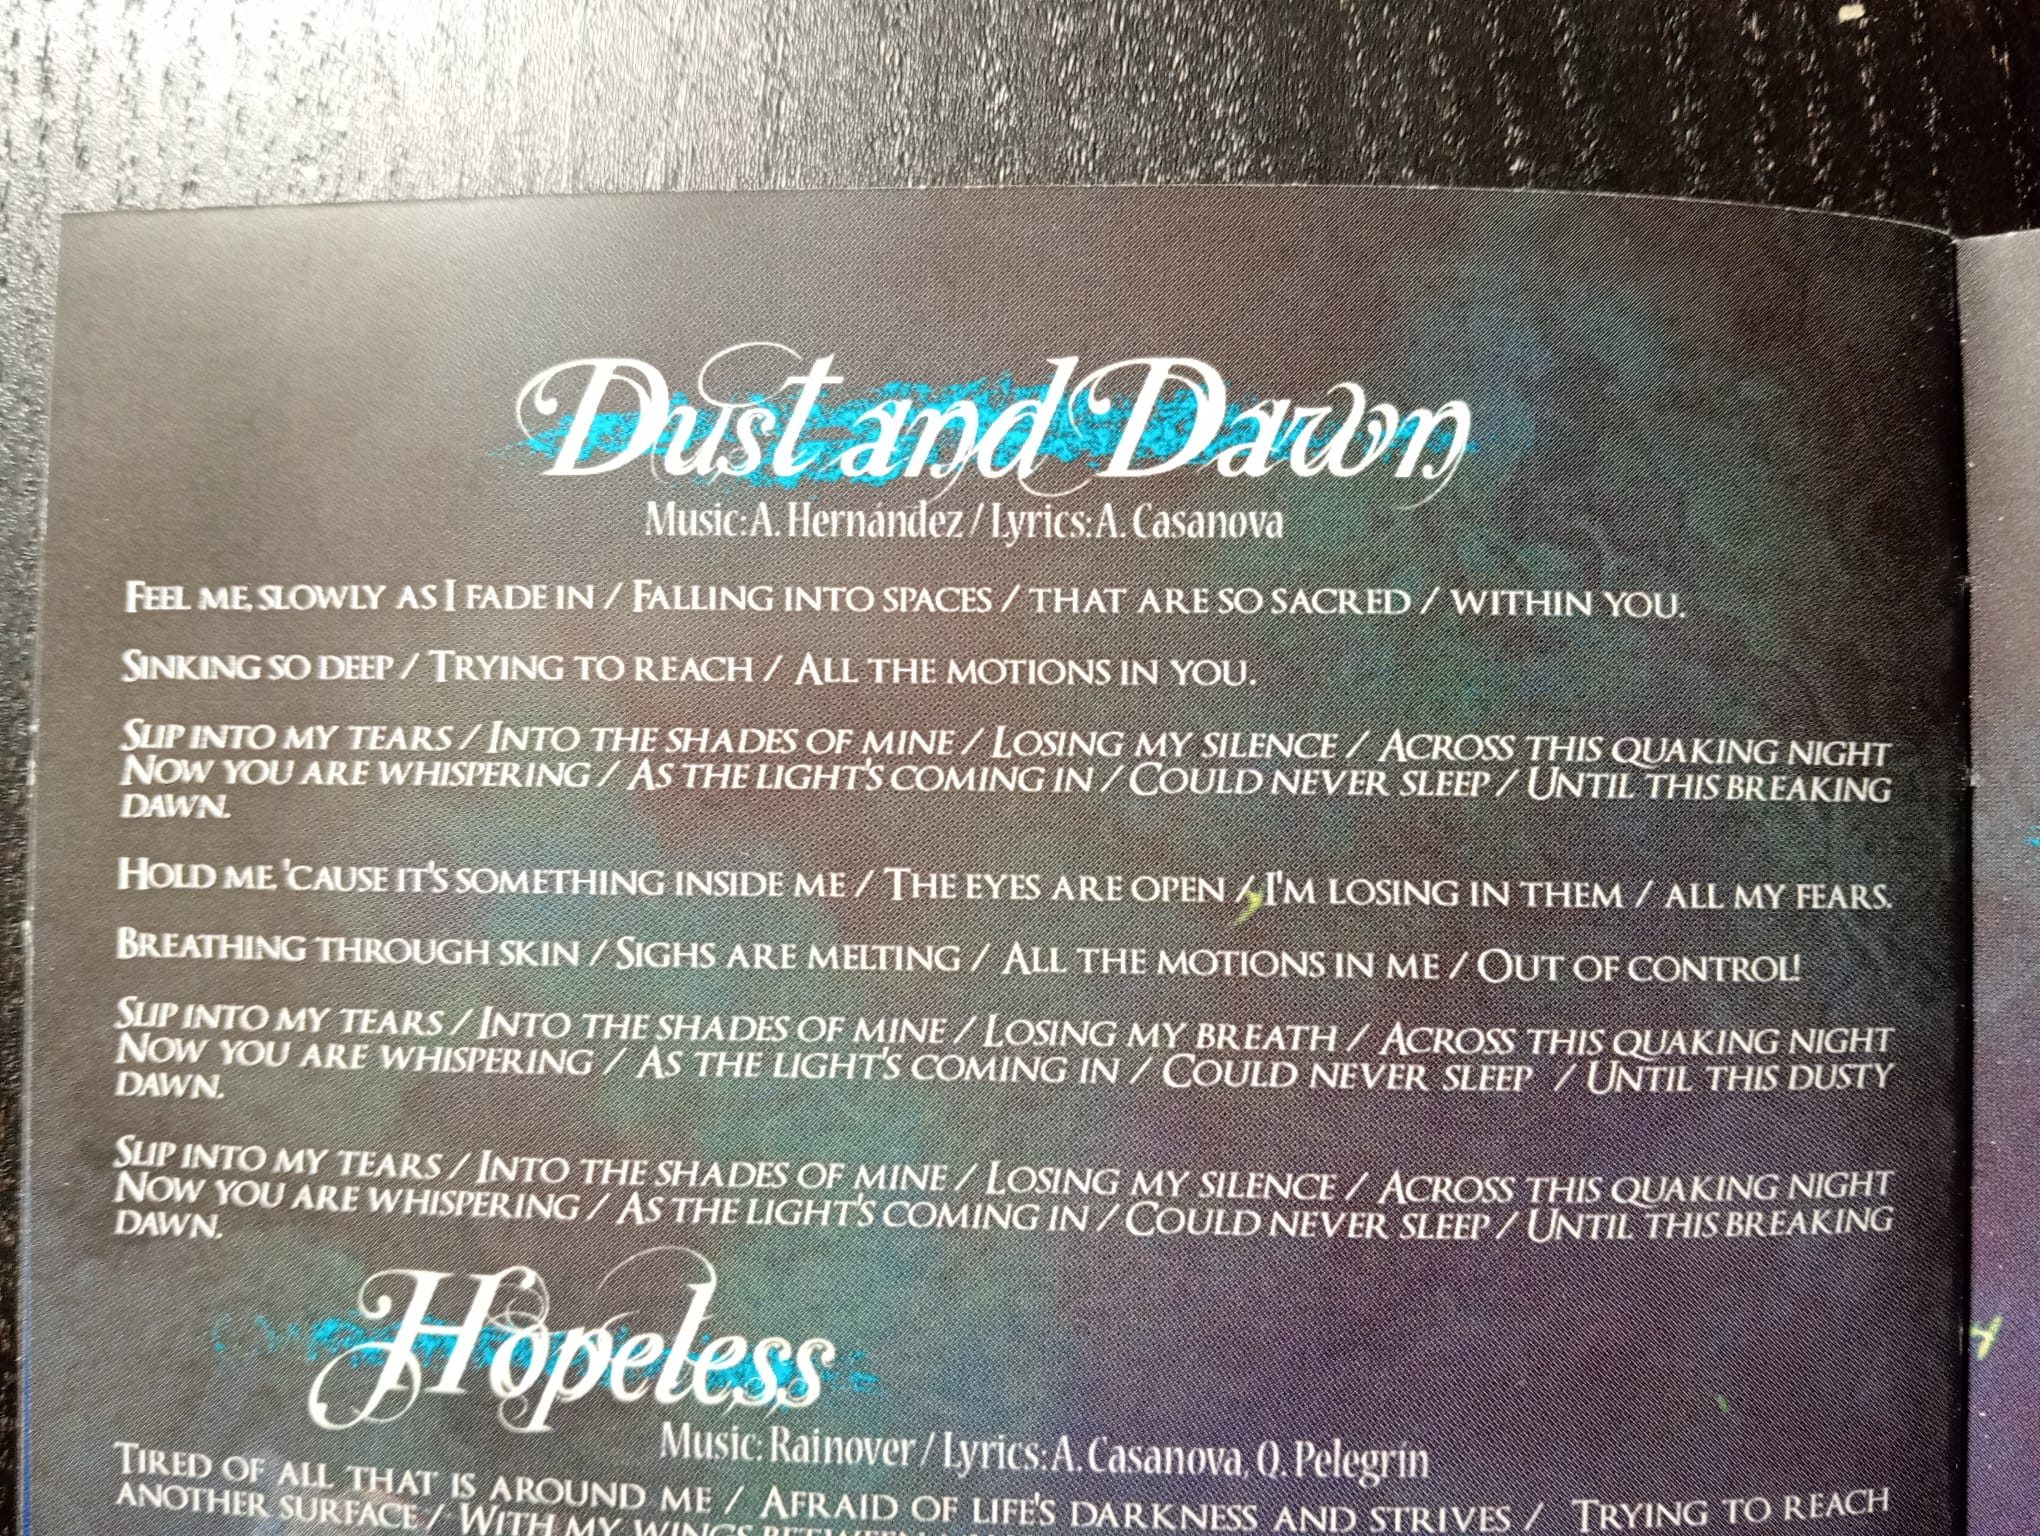 Dust and Dawn
Music: A. Hernández / Lyrics: A. Casanova
FEEL ME, SLOWLY AS I FADE IN / FALLING INTO SPACES / THAT ARE SO SACRED / WITHIN YOU.
SINKING SO DEEP / TRYING TO REACH / ALL THE MOTIONS IN YOU.
SLIP INTO MY TEARS / INTO THE SHADES OF MINE / LOSING MY SILENCE / ACROSS THIS QUAKING NIGHT
NOW YOU ARE WHISPERING / AS THE LIGHT'S COMING IN / COULD NEVER SLEEP / UNTIL THIS BREAKING
DAWN.
HOLD ME, 'CAUSE IT'S SOMETHING INSIDE ME / THE EYES ARE OPEN / I'M LOSING IN THEM / ALL MY FEARS.
BREATHING THROUGH SKIN / SIGHS ARE MELTING / ALL THE MOTIONS IN ME / OUT OF CONTROL!
SLIP INTO MY TEARS / INTO THE SHADES OF MINE / LOSING MY BREATH / ACROSS THIS QUAKING NIGHT
NOW YOU ARE WHISPERING / AS THE LIGHT'S COMING IN / COULD NEVER SLEEP / UNTIL THIS DUSTY
DAWN.
SLIP INTO MY TEARS / INTO THE SHADES OF MINE / LOSING MY SILENCE / ACROSS THIS QUAKING NIGHT
NOW YOU ARE WHISPERING / AS THE LIGHT'S COMING IN / COULD NEVER SLEEP / UNTIL THIS BREAKING
DAWN.
Hopeless
Music: Rainover / Lyrics: A. Casanova, Q. Pelegrín
TIRED OF ALL THAT IS AROUND ME / AFRAID OF LIFE'S DARKNESS AND STRIVES / TRYING TO REACH
ANOTHER SURFACE / WITH MY WINGS BETWEEN